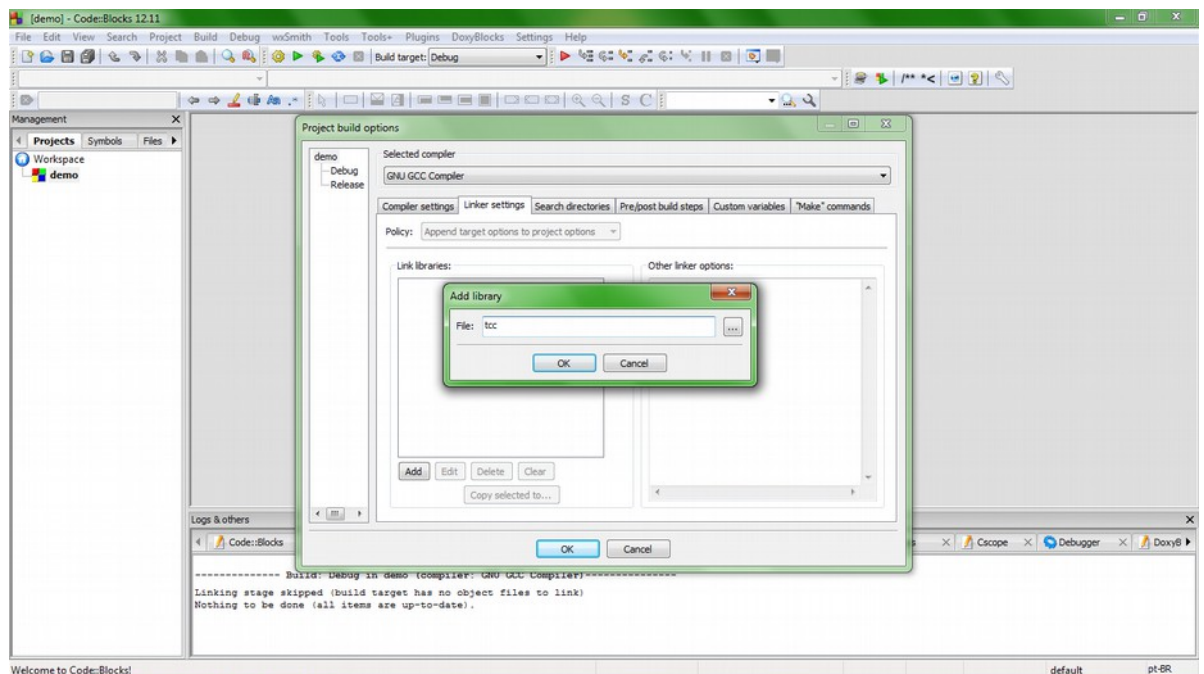 [demo] - Code::Blocks 12.11
File Edit View Search Project Build Debug wxSmith Tools Tools+ Plugins DoxyBlocks Settings Help
Build target: Debug
/** *<
S C
Management
Projects Symbols Files
Workspace
demo
Project build options
demo
Debug
Release
Selected compiler
GNU GCC Compiler
Compiler settings Linker settings Search directories Pre/post build steps Custom variables "Make" commands
Policy: Append target options to project options
Link libraries:
Other linker options:
Add library
File: tcc
...
OK Cancel
Add Edit Delete Clear
Copy selected to...
OK Cancel
Logs & others
Code::Blocks
Cscope Debugger DoxyB
-------------- Build: Debug in demo (compiler: GNU GCC Compiler)---------------
Linking stage skipped (build target has no object files to link)
Nothing to be done (all items are up-to-date).
Welcome to Code::Blocks!
default pt-BR